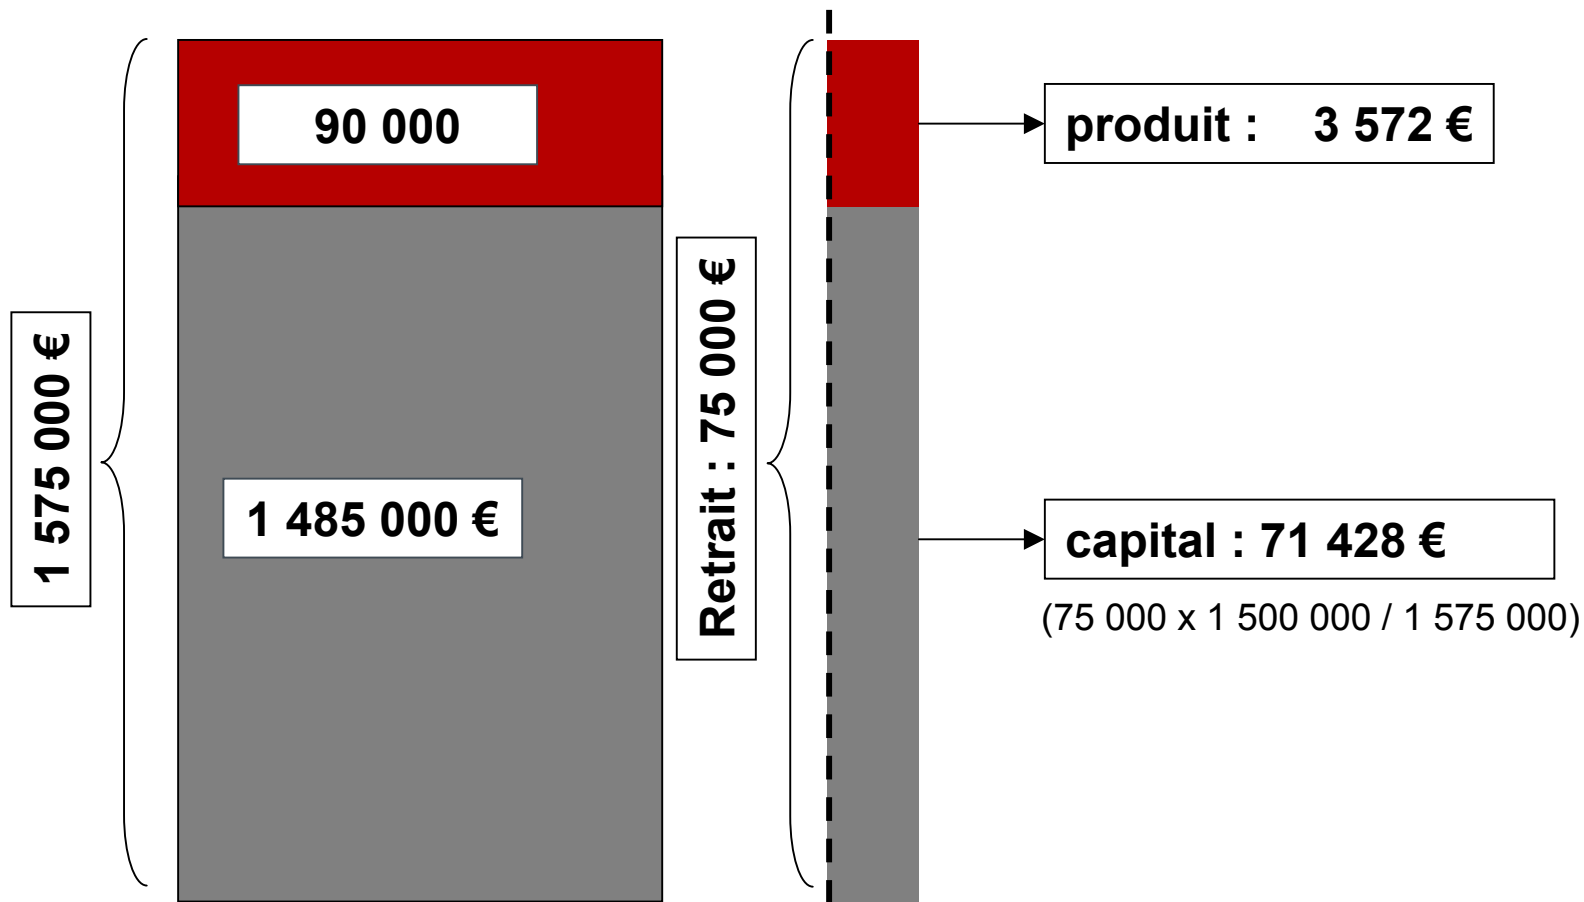 1 575 000 €
90 000
1 485 000 €
Retrait : 75 000 €
produit : 3 572 €
capital : 71 428 €
(75 000 x 1 500 000 / 1 575 000)